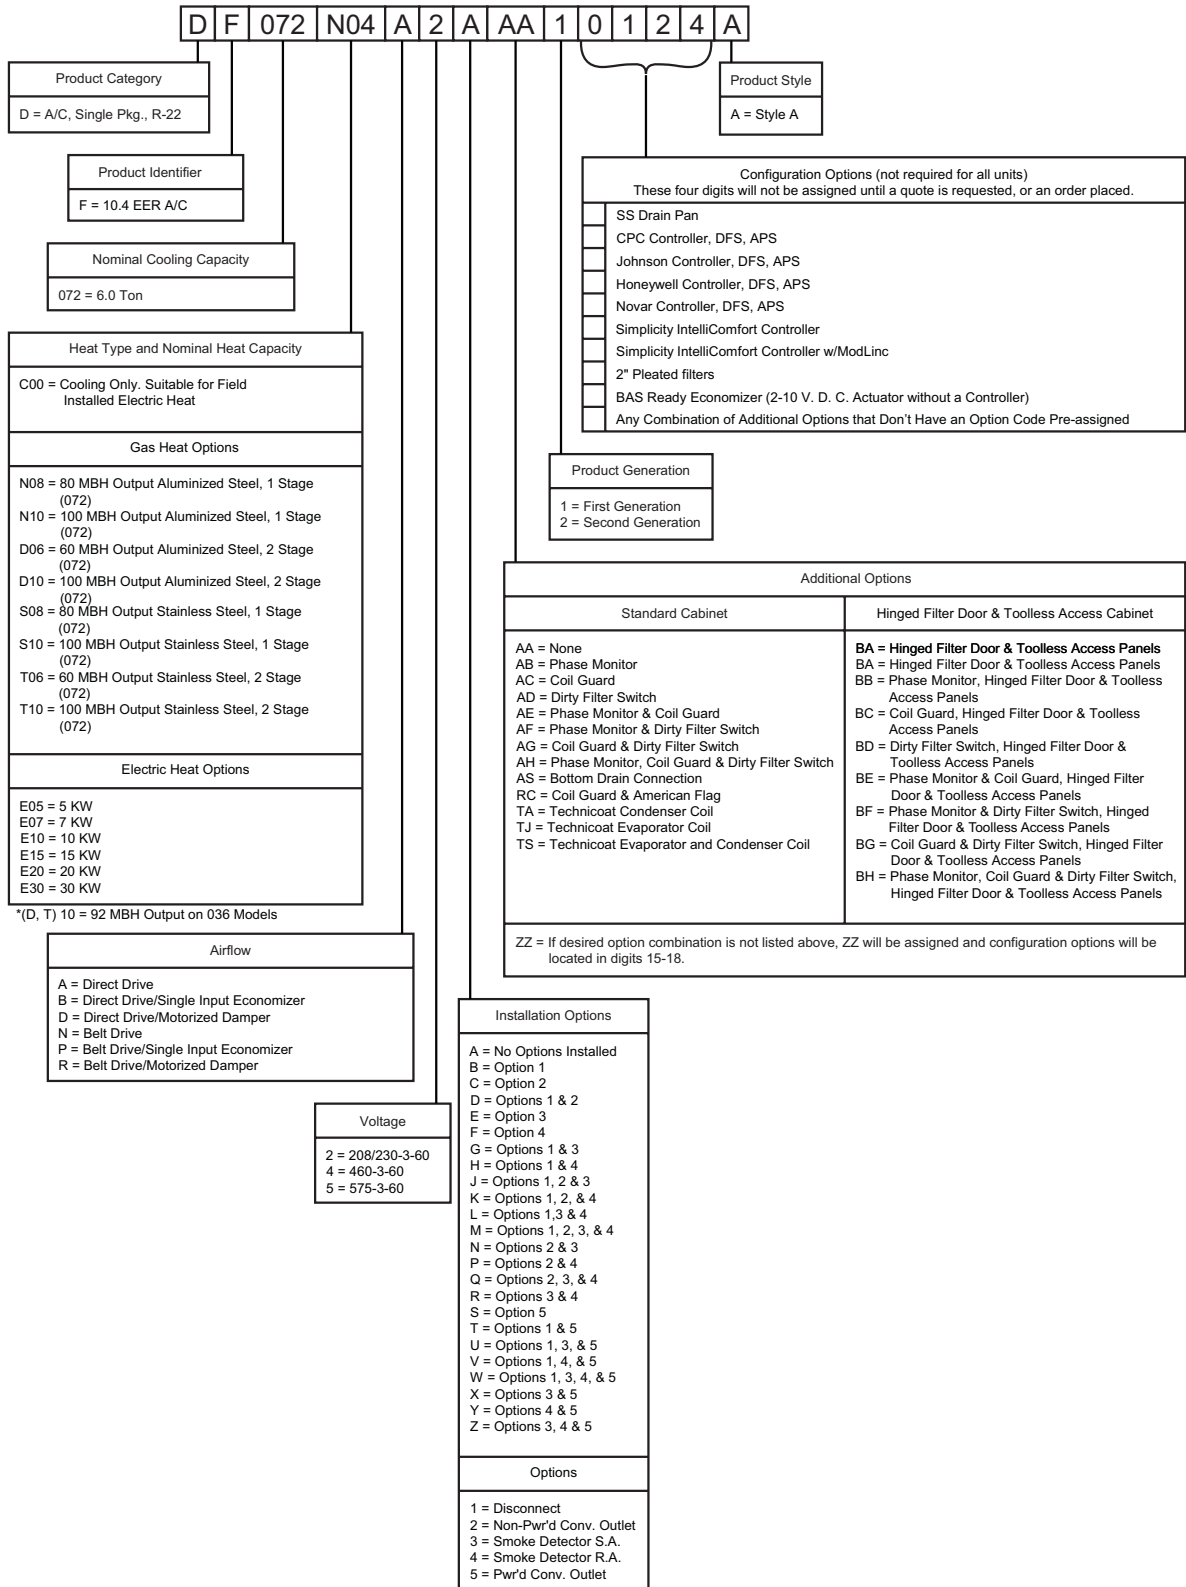 D F 072 N04 A 2 A AA 1 0 1 2 4 A
Product Category
D = A/C, Single Pkg., R-22
Product Identifier
F = 10.4 EER A/C
Nominal Cooling Capacity
072 = 6.0 Ton
Heat Type and Nominal Heat Capacity
C00 = Cooling Only. Suitable for Field
Installed Electric Heat
Gas Heat Options
N08 = 80 MBH Output Aluminized Steel, 1 Stage
(072)
N10 = 100 MBH Output Aluminized Steel, 1 Stage
(072)
D06 = 60 MBH Output Aluminized Steel, 2 Stage
(072)
D10 = 100 MBH Output Aluminized Steel, 2 Stage
(072)
S08 = 80 MBH Output Stainless Steel, 1 Stage
(072)
S10 = 100 MBH Output Stainless Steel, 1 Stage
(072)
T06 = 60 MBH Output Stainless Steel, 2 Stage
(072)
T10 = 100 MBH Output Stainless Steel, 2 Stage
(072)
Electric Heat Options
E05 = 5 KW
E07 = 7 KW
E10 = 10 KW
E15 = 15 KW
E20 = 20 KW
E30 = 30 KW
*(D, T) 10 = 92 MBH Output on 036 Models
Airflow
A = Direct Drive
B = Direct Drive/Single Input Economizer
D = Direct Drive/Motorized Damper
N = Belt Drive
P = Belt Drive/Single Input Economizer
R = Belt Drive/Motorized Damper
Voltage
2 = 208/230-3-60
4 = 460-3-60
5 = 575-3-60
Installation Options
A = No Options Installed
B = Option 1
C = Option 2
D = Options 1 & 2
E = Option 3
F = Option 4
G = Options 1 & 3
H = Options 1 & 4
J = Options 1, 2 & 3
K = Options 1, 2, & 4
L = Options 1,3 & 4
M = Options 1, 2, 3, & 4
N = Options 2 & 3
P = Options 2 & 4
Q = Options 2, 3, & 4
R = Options 3 & 4
S = Option 5
T = Options 1 & 5
U = Options 1, 3, & 5
V = Options 1, 4, & 5
W = Options 1, 3, 4, & 5
X = Options 3 & 5
Y = Options 4 & 5
Z = Options 3, 4 & 5
Options
1 = Disconnect
2 = Non-Pwr'd Conv. Outlet
3 = Smoke Detector S.A.
4 = Smoke Detector R.A.
5 = Pwr'd Conv. Outlet
Additional Options
Standard Cabinet
AA = None
AB = Phase Monitor
AC = Coil Guard
AD = Dirty Filter Switch
AE = Phase Monitor & Coil Guard
AF = Phase Monitor & Dirty Filter Switch
AG = Coil Guard & Dirty Filter Switch
AH = Phase Monitor, Coil Guard & Dirty Filter Switch
AS = Bottom Drain Connection
RC = Coil Guard & American Flag
TA = Technicoat Condenser Coil
TJ = Technicoat Evaporator Coil
TS = Technicoat Evaporator and Condenser Coil
Hinged Filter Door & Toolless Access Cabinet
BA = Hinged Filter Door & Toolless Access Panels
BA = Hinged Filter Door & Toolless Access Panels
BB = Phase Monitor, Hinged Filter Door & Toolless
Access Panels
BC = Coil Guard, Hinged Filter Door & Toolless
Access Panels
BD = Dirty Filter Switch, Hinged Filter Door &
Toolless Access Panels
BE = Phase Monitor & Coil Guard, Hinged Filter
Door & Toolless Access Panels
BF = Phase Monitor & Dirty Filter Switch, Hinged
Filter Door & Toolless Access Panels
BG = Coil Guard & Dirty Filter Switch, Hinged Filter
Door & Toolless Access Panels
BH = Phase Monitor, Coil Guard & Dirty Filter Switch,
Hinged Filter Door & Toolless Access Panels
ZZ = If desired option combination is not listed above, ZZ will be assigned and configuration options will be
located in digits 15-18.
Product Generation
1 = First Generation
2 = Second Generation
Configuration Options (not required for all units)
These four digits will not be assigned until a quote is requested, or an order placed.
SS Drain Pan
CPC Controller, DFS, APS
Johnson Controller, DFS, APS
Honeywell Controller, DFS, APS
Novar Controller, DFS, APS
Simplicity IntelliComfort Controller
Simplicity IntelliComfort Controller w/ModLinc
2" Pleated filters
BAS Ready Economizer (2-10 V. D. C. Actuator without a Controller)
Any Combination of Additional Options that Don't Have an Option Code Pre-assigned
Product Style
A = Style A